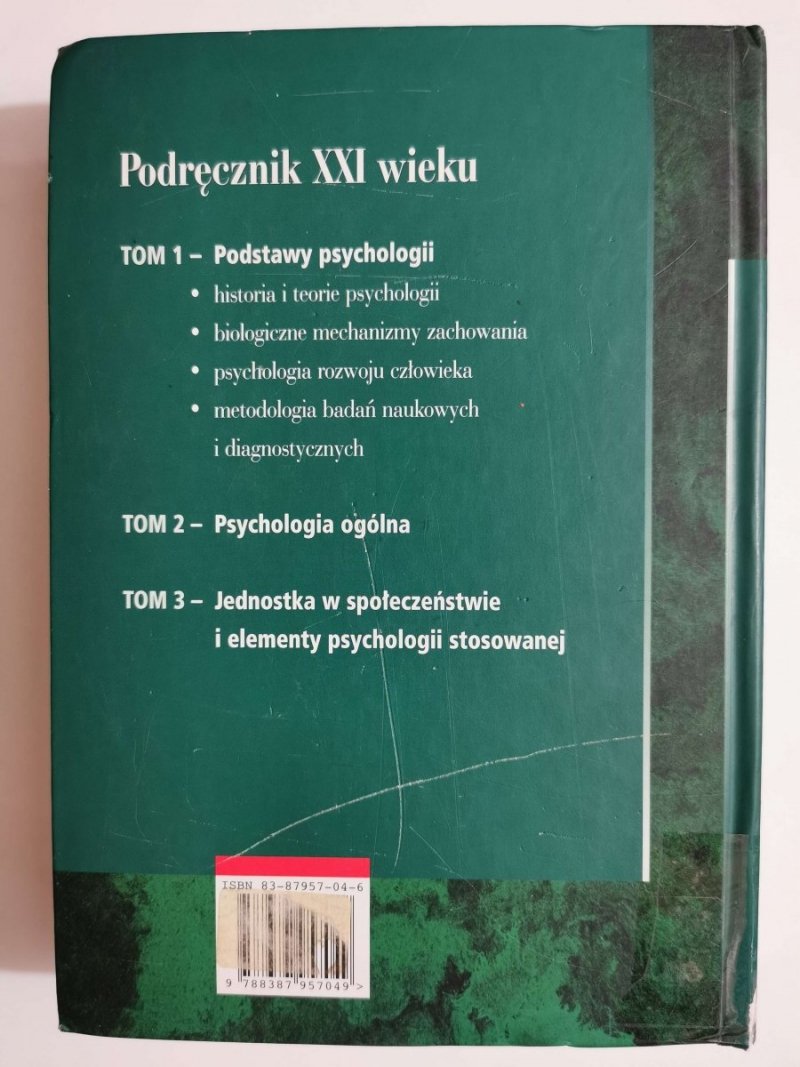 Podręcznik XXI wieku
TOM 1 – Podstawy psychologii
• historia i teorie psychologii
• biologiczne mechanizmy zachowania
• psychologia rozwoju człowieka
• metodologia badań naukowych
i diagnostycznych
TOM 2 – Psychologia ogólna
TOM 3 – Jednostka w społeczeństwie
i elementy psychologii stosowanej
ISBN 83-87957-04-6
9 788387 957049 >